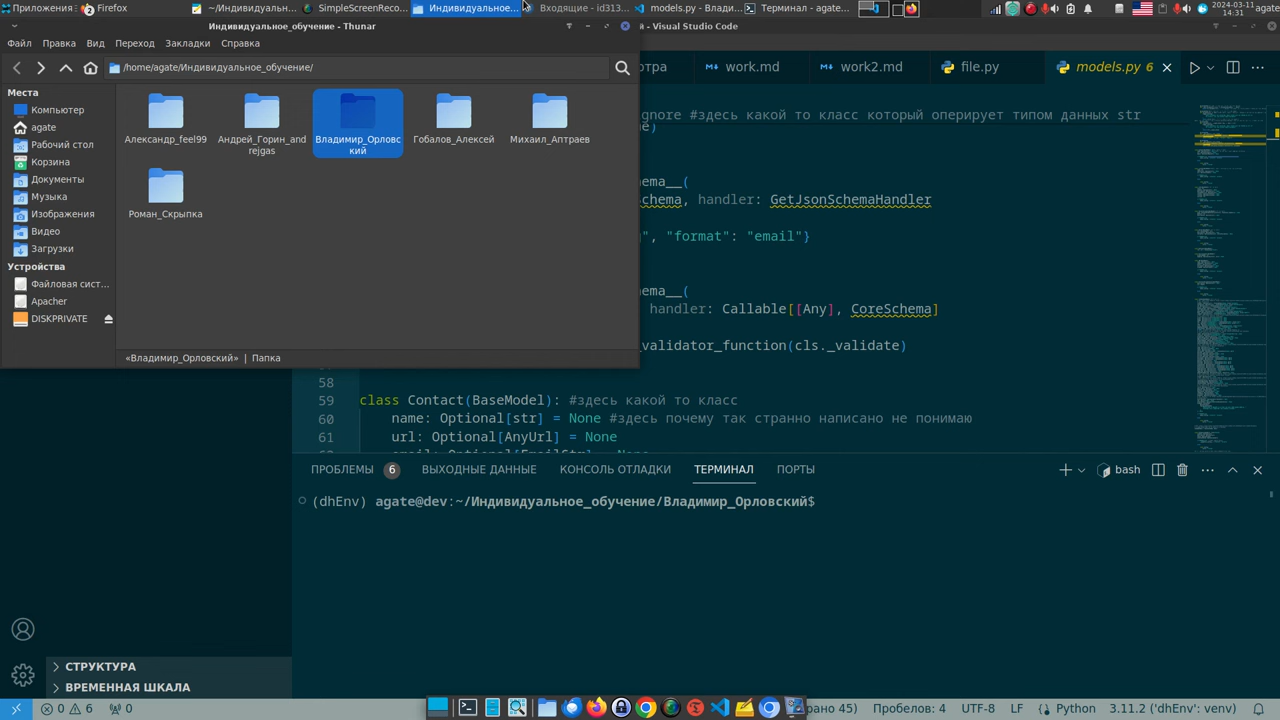 Приложения
Firefox
~/Индивидуальн...
SimpleScreenReco...
Индивидуальное...
Входящие - id313...
models.py - Влади...
Терминал - agate...
2024-03-11
14:31
agate
Индивидуальное_обучение - Thunar
й - Visual Studio Code
Файл Правка Вид Переход Закладки Справка
/home/agate/Индивидуальное_обучение/
Места
Компьютер
agate
Рабочий стол
Корзина
Документы
Музыка
Изображения
Видео
Загрузки
Устройства
Файловая сист...
Apacher
DISKPRIVATE
Александр_feel99
Андрей_Горин_and
rejgas
Владимир_Орловс
кий
Роман_Скрыпка
«Владимир_Орловский» | Папка
отра work.md work2.md file.py models.py 6
gnore #здесь какой то класс который оперирует типом данных str
e)
ema__(
chema, handler: GetJsonSchemaHandler
", "format": "email"}
ema__(
handler: Callable[[Any], CoreSchema]
_validator_function(cls._validate)
58
59 class Contact(BaseModel): #здесь какой то класс
60 name: Optional[str] = None #здесь почему так странно написано не понимаю
61 url: Optional[AnyUrl] = None
ПРОБЛЕМЫ 6 ВЫХОДНЫЕ ДАННЫЕ КОНСОЛЬ ОТЛАДКИ ТЕРМИНАЛ ПОРТЫ
bash
(dhEnv) agate@dev:~/Индивидуальное_обучение/Владимир_Орловский$
СТРУКТУРА
ВРЕМЕННАЯ ШКАЛА
0 6 0
рано 45) Пробелов: 4 UTF-8 LF Python 3.11.2 ('dhEnv': venv)